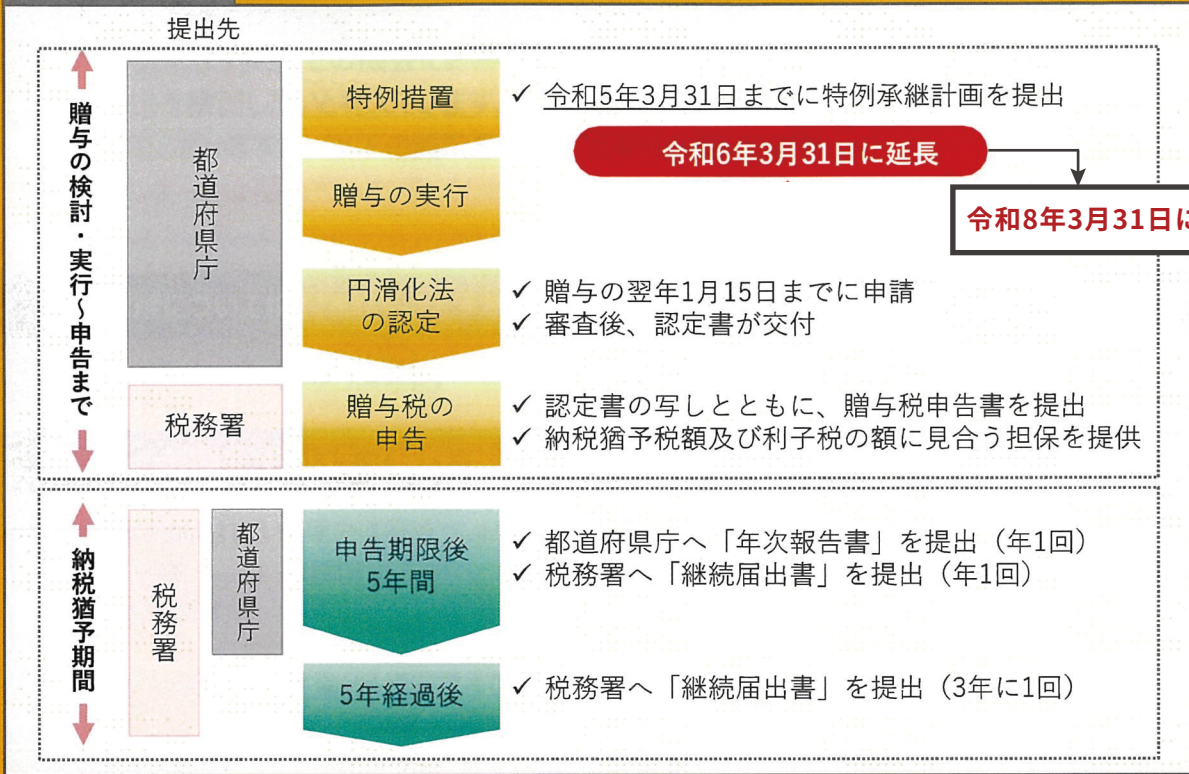 提出先
贈与の検討・実行～申告まで
都道府県庁
特例措置
✓ 令和5年3月31日までに特例承継計画を提出
令和6年3月31日に延長
令和8年3月31日に
贈与の実行
円滑化法
の認定
✓ 贈与の翌年1月15日までに申請
✓ 審査後、認定書が交付
税務署
贈与税の
申告
✓ 認定書の写しとともに、贈与税申告書を提出
✓ 納税猶予税額及び利子税の額に見合う担保を提供
納税猶予期間
税務署
都道府県庁
申告期限後
5年間
✓ 都道府県庁へ「年次報告書」を提出（年1回）
✓ 税務署へ「継続届出書」を提出（年1回）
5年経過後
✓ 税務署へ「継続届出書」を提出（3年に1回）